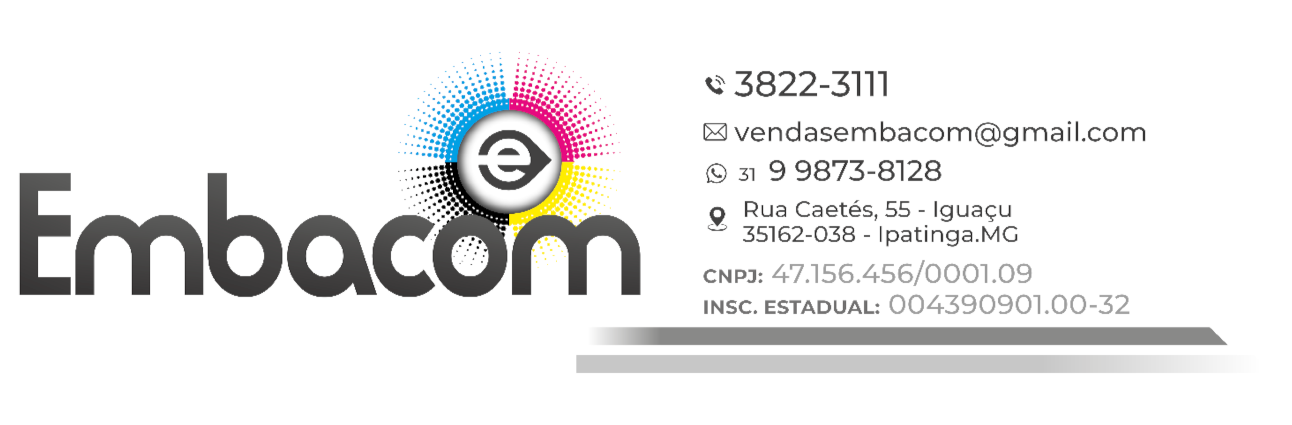 Embacom
e
3822-3111
vendasembacom@gmail.com
31 9 9873-8128
Rua Caetés, 55 - Iguaçu
35162-038 - Ipatinga.MG
CNPJ: 47.156.456/0001.09
INSC. ESTADUAL: 004390901.00-32